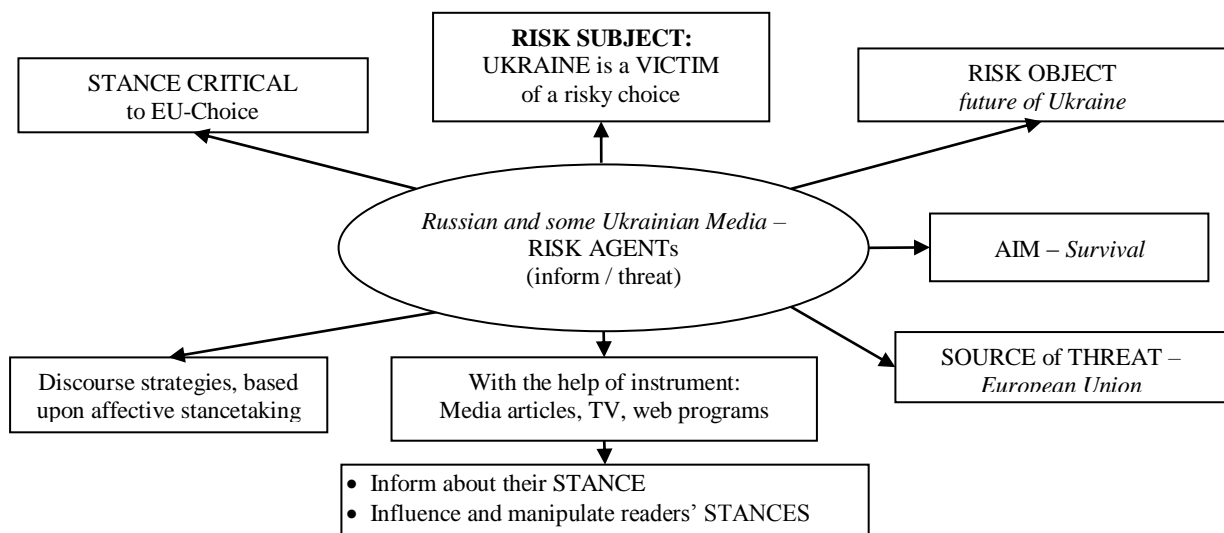 RISK SUBJECT:
UKRAINE is a VICTIM
of a risky choice
STANCE CRITICAL
to EU-Choice
RISK OBJECT
future of Ukraine
Russian and some Ukrainian Media –
RISK AGENTs
(inform / threat)
AIM – Survival
SOURCE of THREAT –
European Union
Discourse strategies, based
upon affective stancetaking
With the help of instrument:
Media articles, TV, web programs
• Inform about their STANCE
• Influence and manipulate readers’ STANCES